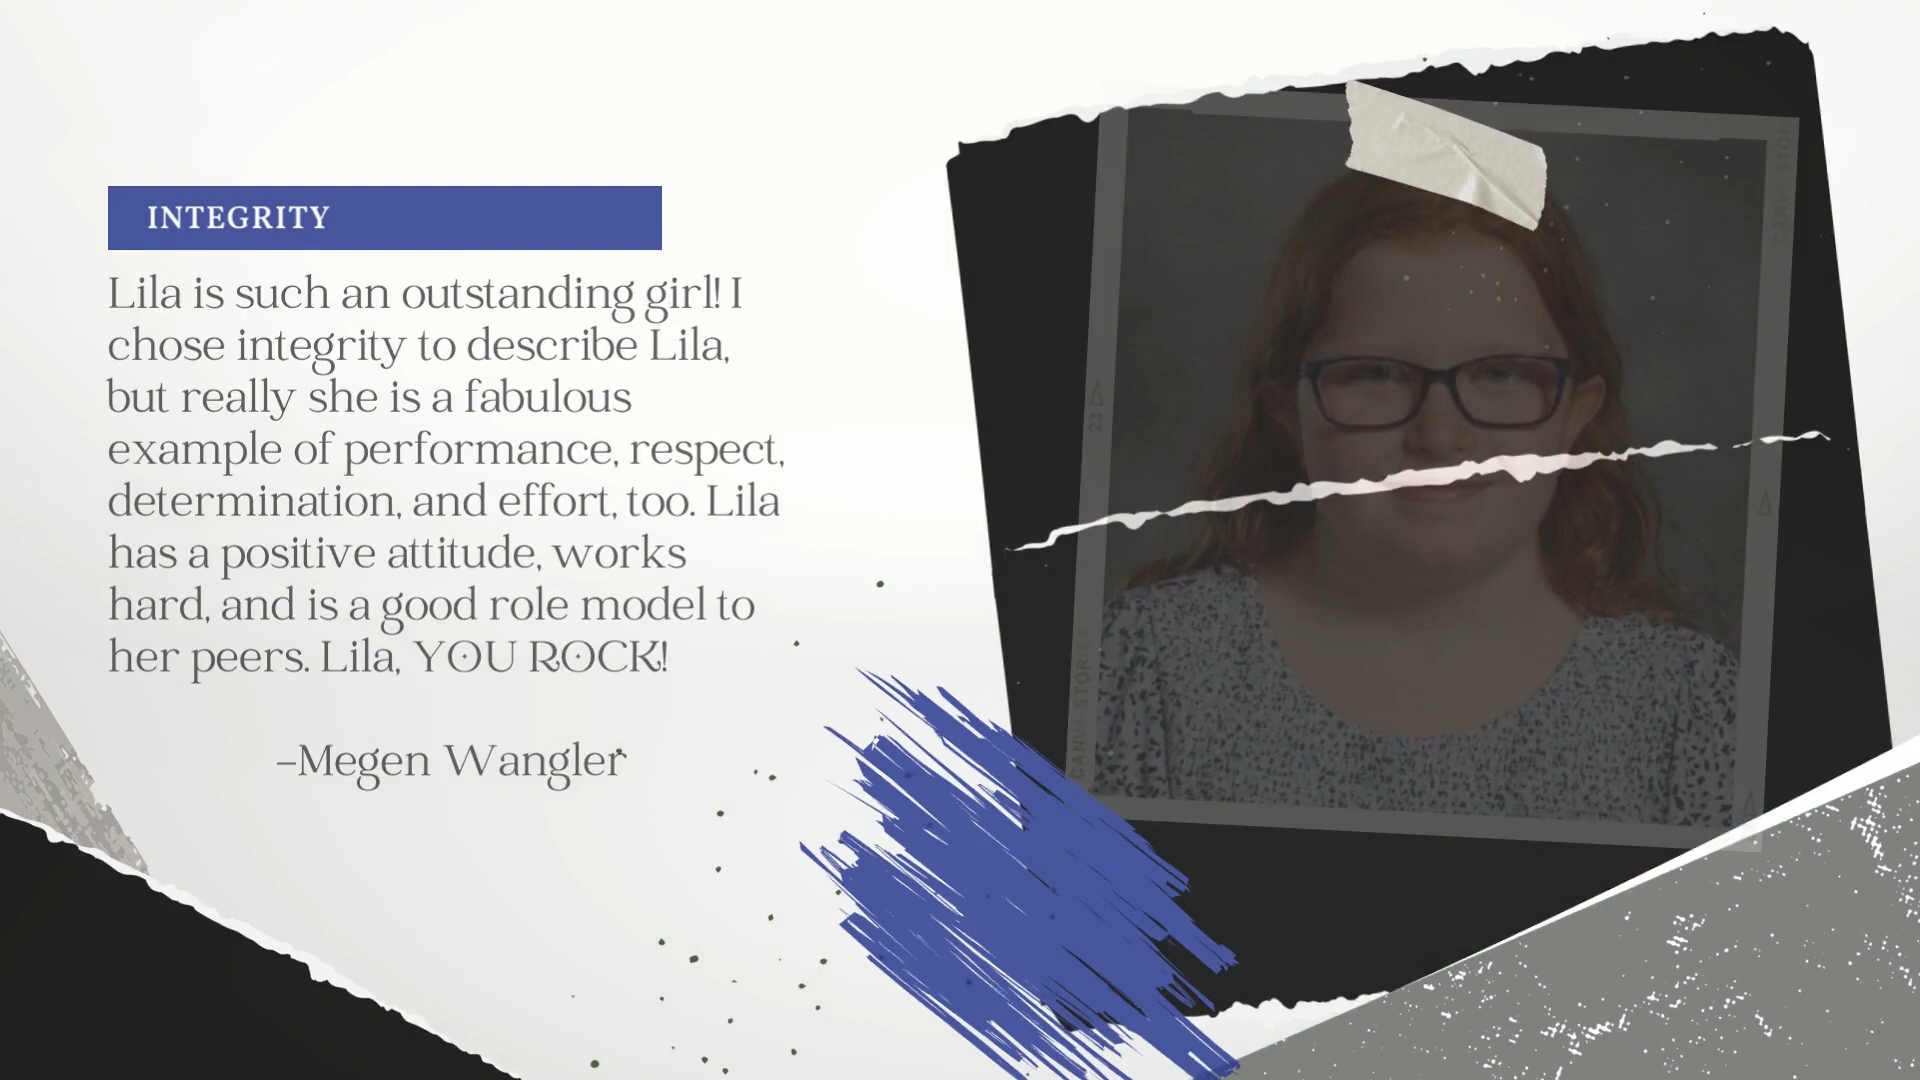 INTEGRITY
Lila is such an outstanding girl! I
chose integrity to describe Lila,
but really she is a fabulous
example of performance, respect,
determination, and effort, too. Lila
has a positive attitude, works
hard, and is a good role model to
her peers. Lila, YOU ROCK!
–Megen Wangler
23